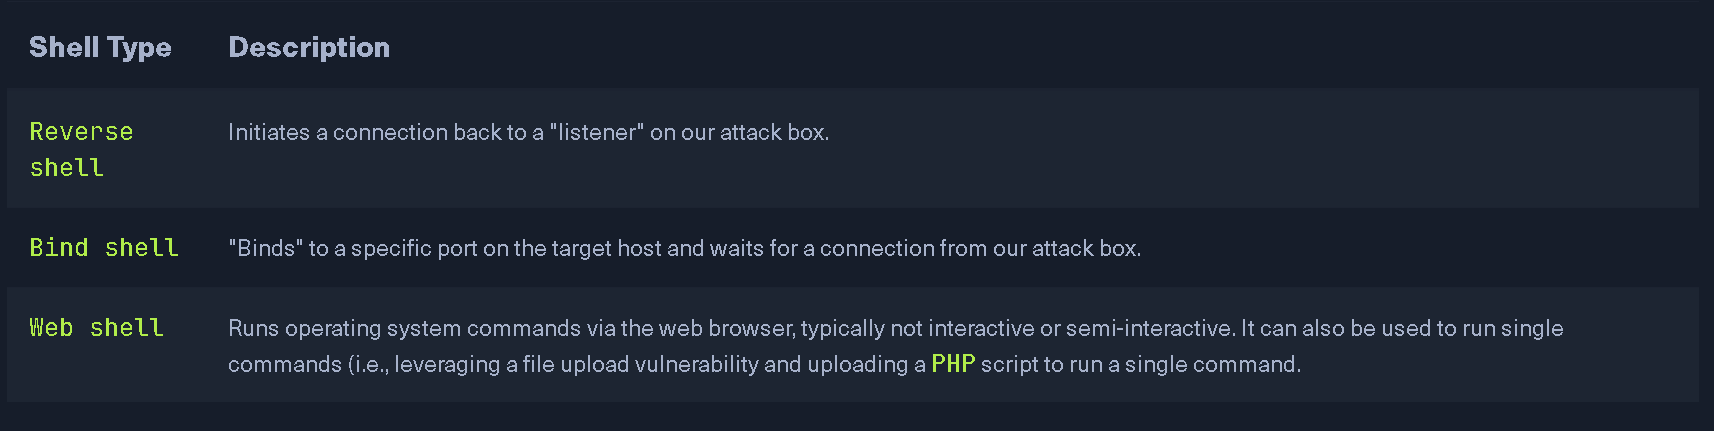 Shell Type Description
Reverse shell Initiates a connection back to a "listener" on our attack box.
Bind shell "Binds" to a specific port on the target host and waits for a connection from our attack box.
Web shell Runs operating system commands via the web browser, typically not interactive or semi-interactive. It can also be used to run single
commands (i.e., leveraging a file upload vulnerability and uploading a PHP script to run a single command.